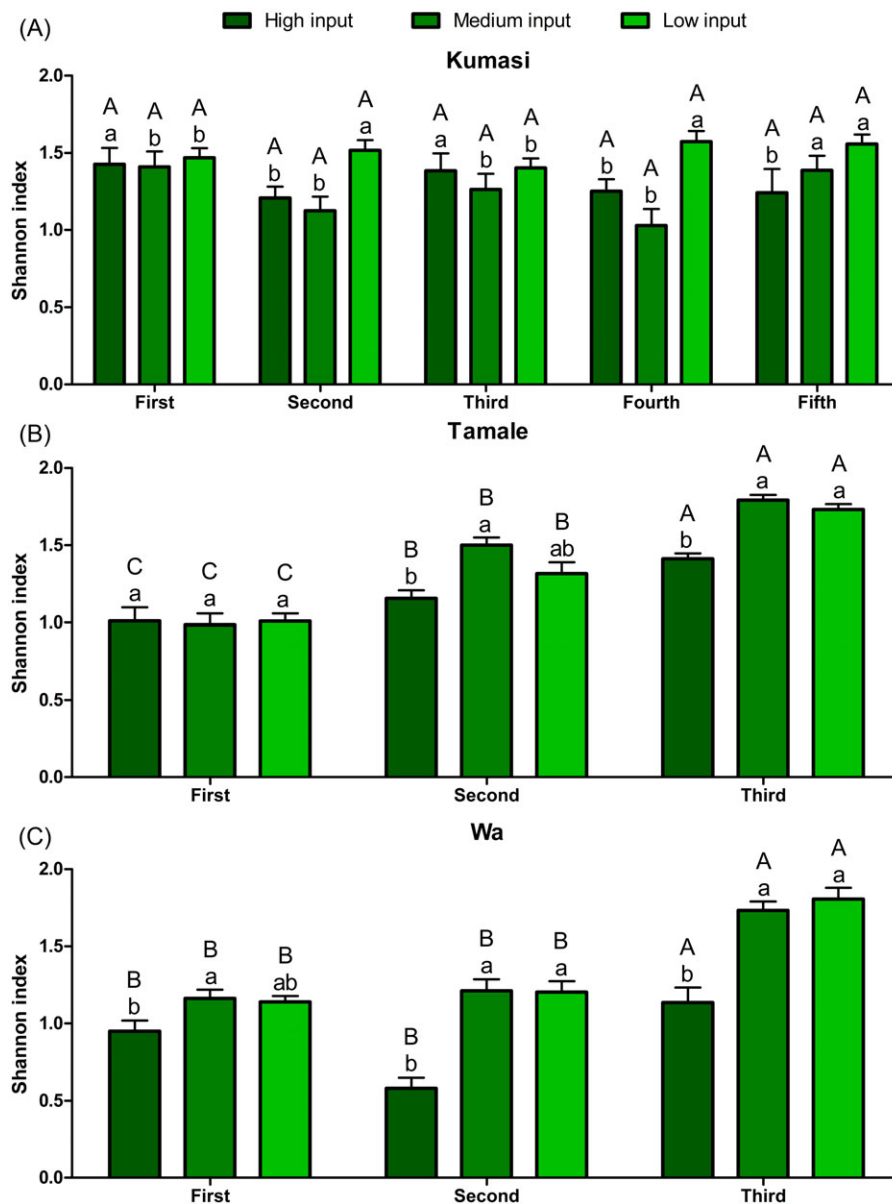 (A) High input Medium input Low input
Kumasi
Shannon index
2.0
1.5
1.0
0.5
0.0
A A A A A A A A A A A A A A A
a b b b b a a b b b b a b a a
First Second Third Fourth Fifth
(B) Tamale
Shannon index
2.0
1.5
1.0
0.5
0.0
C C C B B B A A A
a a a b a ab b a a
First Second Third
(C) Wa
Shannon index
2.0
1.5
1.0
0.5
0.0
B B B B B B A A A
b a ab b a a b a a
First Second Third